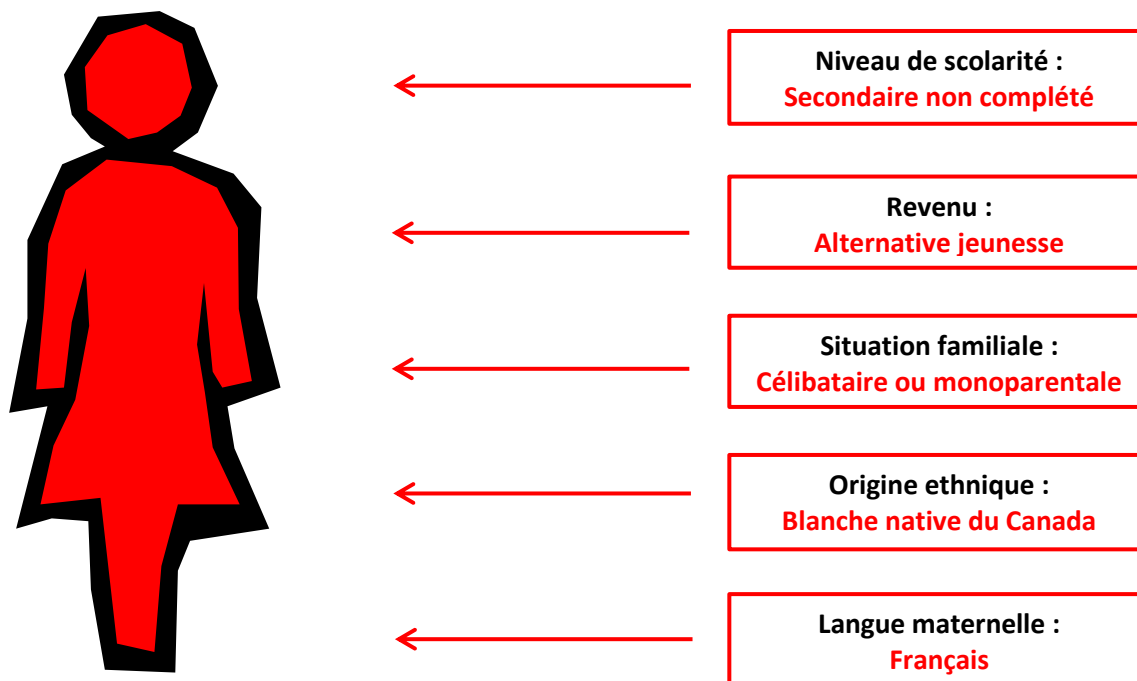 Niveau de scolarité :
Secondaire non complété
Revenu :
Alternative jeunesse
Situation familiale :
Célibataire ou monoparentale
Origine ethnique :
Blanche native du Canada
Langue maternelle :
Français